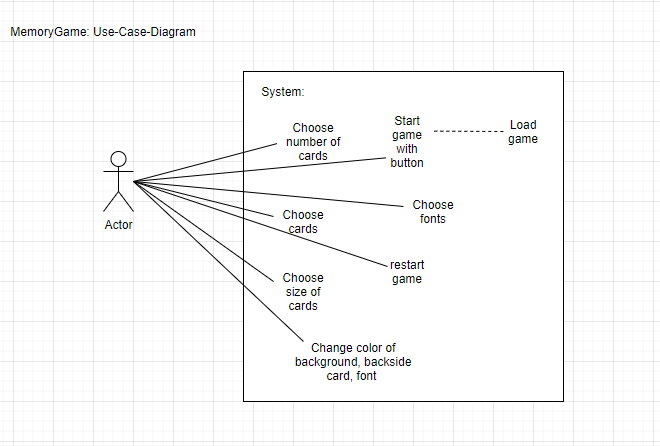 MemoryGame: Use-Case-Diagram
System:
Choose
number of
cards
Start
game
with
button
Load
game
Actor
Choose
cards
Choose
fonts
restart
game
Choose
size of
cards
Change color of
background, backside
card, font